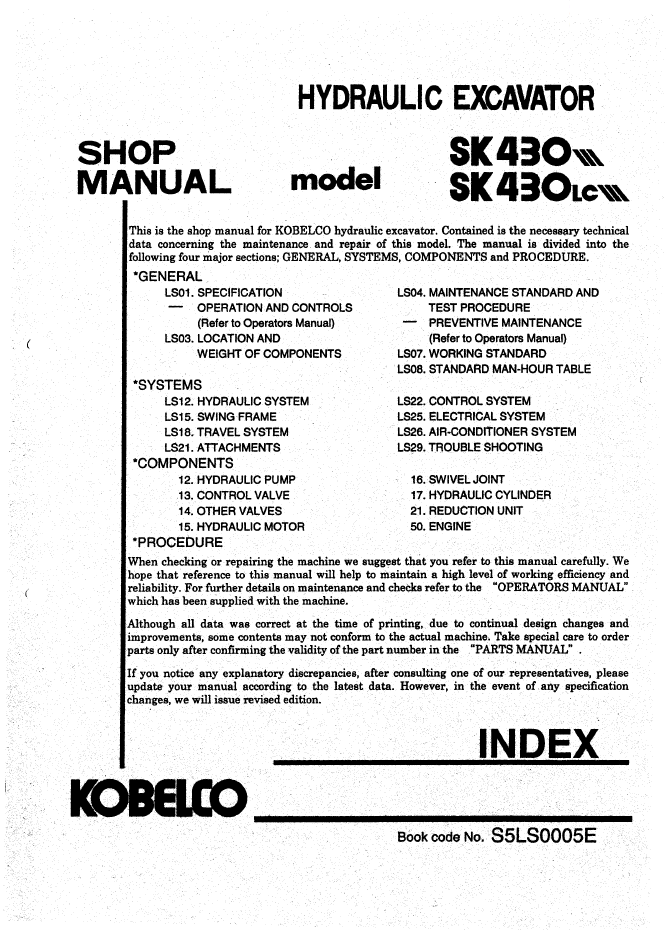 HYDRAULIC EXCAVATOR
SHOP
MANUAL
model
SK430
SK430LC
This is the shop manual for KOBELCO hydraulic excavator. Contained is the necessary technical
data concerning the maintenance and repair of this model. The manual is divided into the
following four major sections; GENERAL, SYSTEMS, COMPONENTS and PROCEDURE.
*GENERAL
LS01. SPECIFICATION
— OPERATION AND CONTROLS
(Refer to Operators Manual)
LS03. LOCATION AND
WEIGHT OF COMPONENTS
LS04. MAINTENANCE STANDARD AND
TEST PROCEDURE
— PREVENTIVE MAINTENANCE
(Refer to Operators Manual)
LS07. WORKING STANDARD
LS08. STANDARD MAN-HOUR TABLE
*SYSTEMS
LS12. HYDRAULIC SYSTEM
LS15. SWING FRAME
LS18. TRAVEL SYSTEM
LS21. ATTACHMENTS
LS22. CONTROL SYSTEM
LS25. ELECTRICAL SYSTEM
LS26. AIR-CONDITIONER SYSTEM
LS29. TROUBLE SHOOTING
*COMPONENTS
12. HYDRAULIC PUMP
13. CONTROL VALVE
14. OTHER VALVES
15. HYDRAULIC MOTOR
16. SWIVEL JOINT
17. HYDRAULIC CYLINDER
21. REDUCTION UNIT
50. ENGINE
*PROCEDURE
When checking or repairing the machine we suggest that you refer to this manual carefully. We
hope that reference to this manual will help to maintain a high level of working efficiency and
reliability. For further details on maintenance and checks refer to the "OPERATORS MANUAL"
which has been supplied with the machine.
Although all data was correct at the time of printing, due to continual design changes and
improvements, some contents may not conform to the actual machine. Take special care to order
parts only after confirming the validity of the part number in the "PARTS MANUAL" .
If you notice any explanatory discrepancies, after consulting one of our representatives, please
update your manual according to the latest data. However, in the event of any specification
changes, we will issue revised edition.
INDEX
KOBELCO
Book code No. S5LS0005E